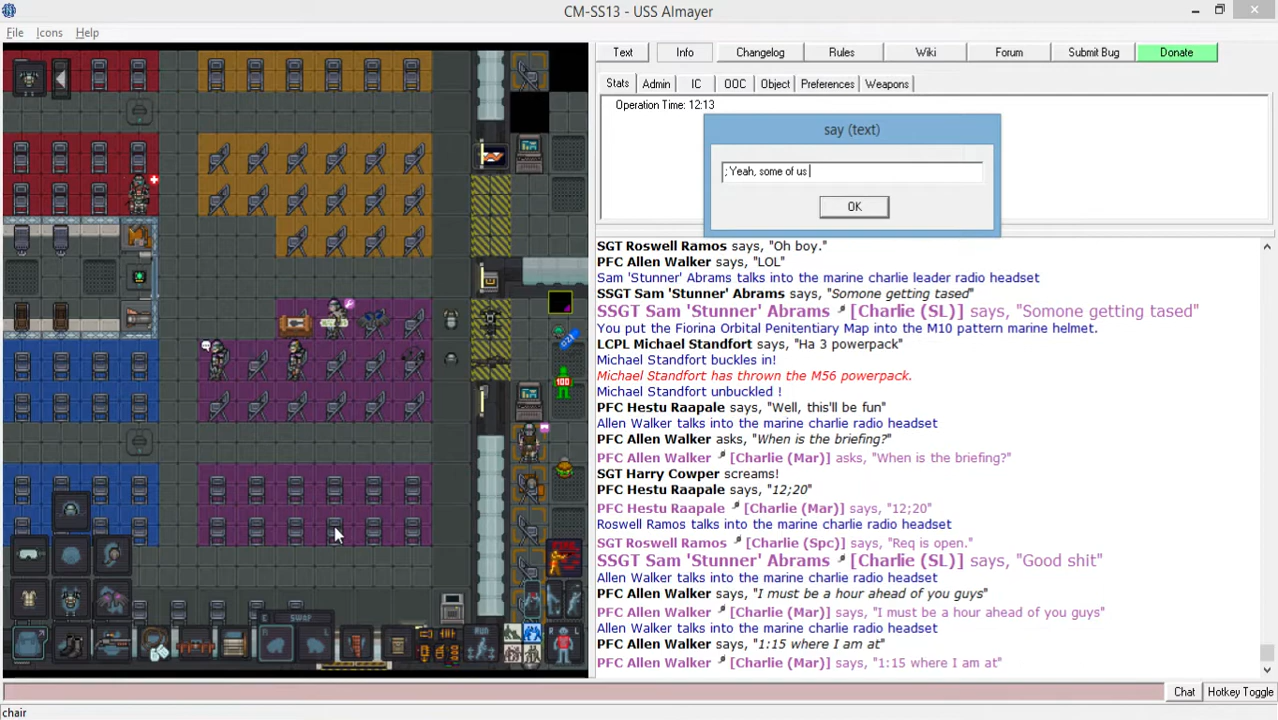 CM-SS13 - USS Almayer
File Icons Help
Text Info Changelog Rules Wiki Forum Submit Bug Donate
Stats Admin IC OOC Object Preferences Weapons
Operation Time: 12:13
say (text)
; Yeah, some of us
OK
SGT Roswell Ramos says, "Oh boy."
PFC Allen Walker says, "LOL"
Sam 'Stunner' Abrams talks into the marine charlie leader radio headset
SSGT Sam 'Stunner' Abrams says, "Somone getting tased"
SSGT Sam 'Stunner' Abrams [Charlie (SL)] says, "Somone getting tased"
You put the Fiorina Orbital Penitentiary Map into the M10 pattern marine helmet.
LCPL Michael Standfort says, "Ha 3 powerpack"
Michael Standfort buckles in!
Michael Standfort has thrown the M56 powerpack.
Michael Standfort unbuckled !
PFC Hestu Raapale says, "Well, this'll be fun"
Allen Walker talks into the marine charlie radio headset
PFC Allen Walker asks, "When is the briefing?"
PFC Allen Walker [Charlie (Mar)] asks, "When is the briefing?"
SGT Harry Cowper screams!
PFC Hestu Raapale says, "12;20"
PFC Hestu Raapale [Charlie (Mar)] says, "12;20"
Roswell Ramos talks into the marine charlie radio headset
SGT Roswell Ramos [Charlie (Spc)] says, "Req is open."
SSGT Sam 'Stunner' Abrams [Charlie (SL)] says, "Good shit"
Allen Walker talks into the marine charlie radio headset
PFC Allen Walker says, "I must be a hour ahead of you guys"
PFC Allen Walker [Charlie (Mar)] says, "I must be a hour ahead of you guys"
Allen Walker talks into the marine charlie radio headset
PFC Allen Walker says, "1:15 where I am at"
PFC Allen Walker [Charlie (Mar)] says, "1:15 where I am at"
100
E SWAP
R L
RUN
R L
Chat Hotkey Toggle
chair